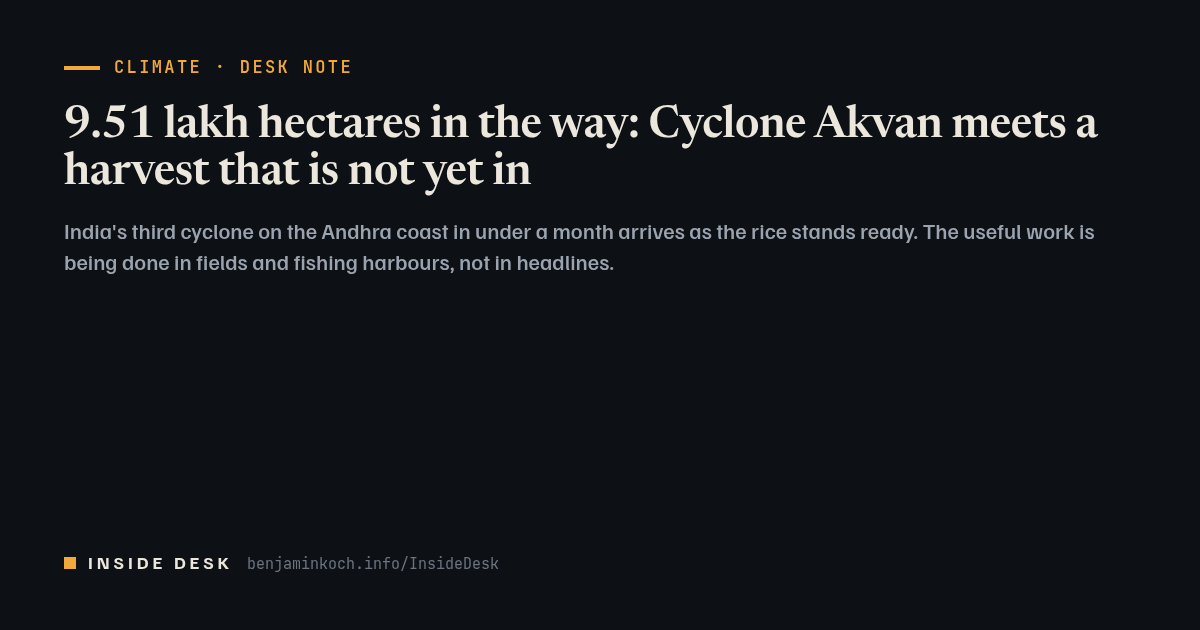 CLIMATE · DESK NOTE
9.51 lakh hectares in the way: Cyclone Akvan meets a
harvest that is not yet in
India's third cyclone on the Andhra coast in under a month arrives as the rice stands ready. The useful work is
being done in fields and fishing harbours, not in headlines.
INSIDE DESK benjaminkoch.info/InsideDesk